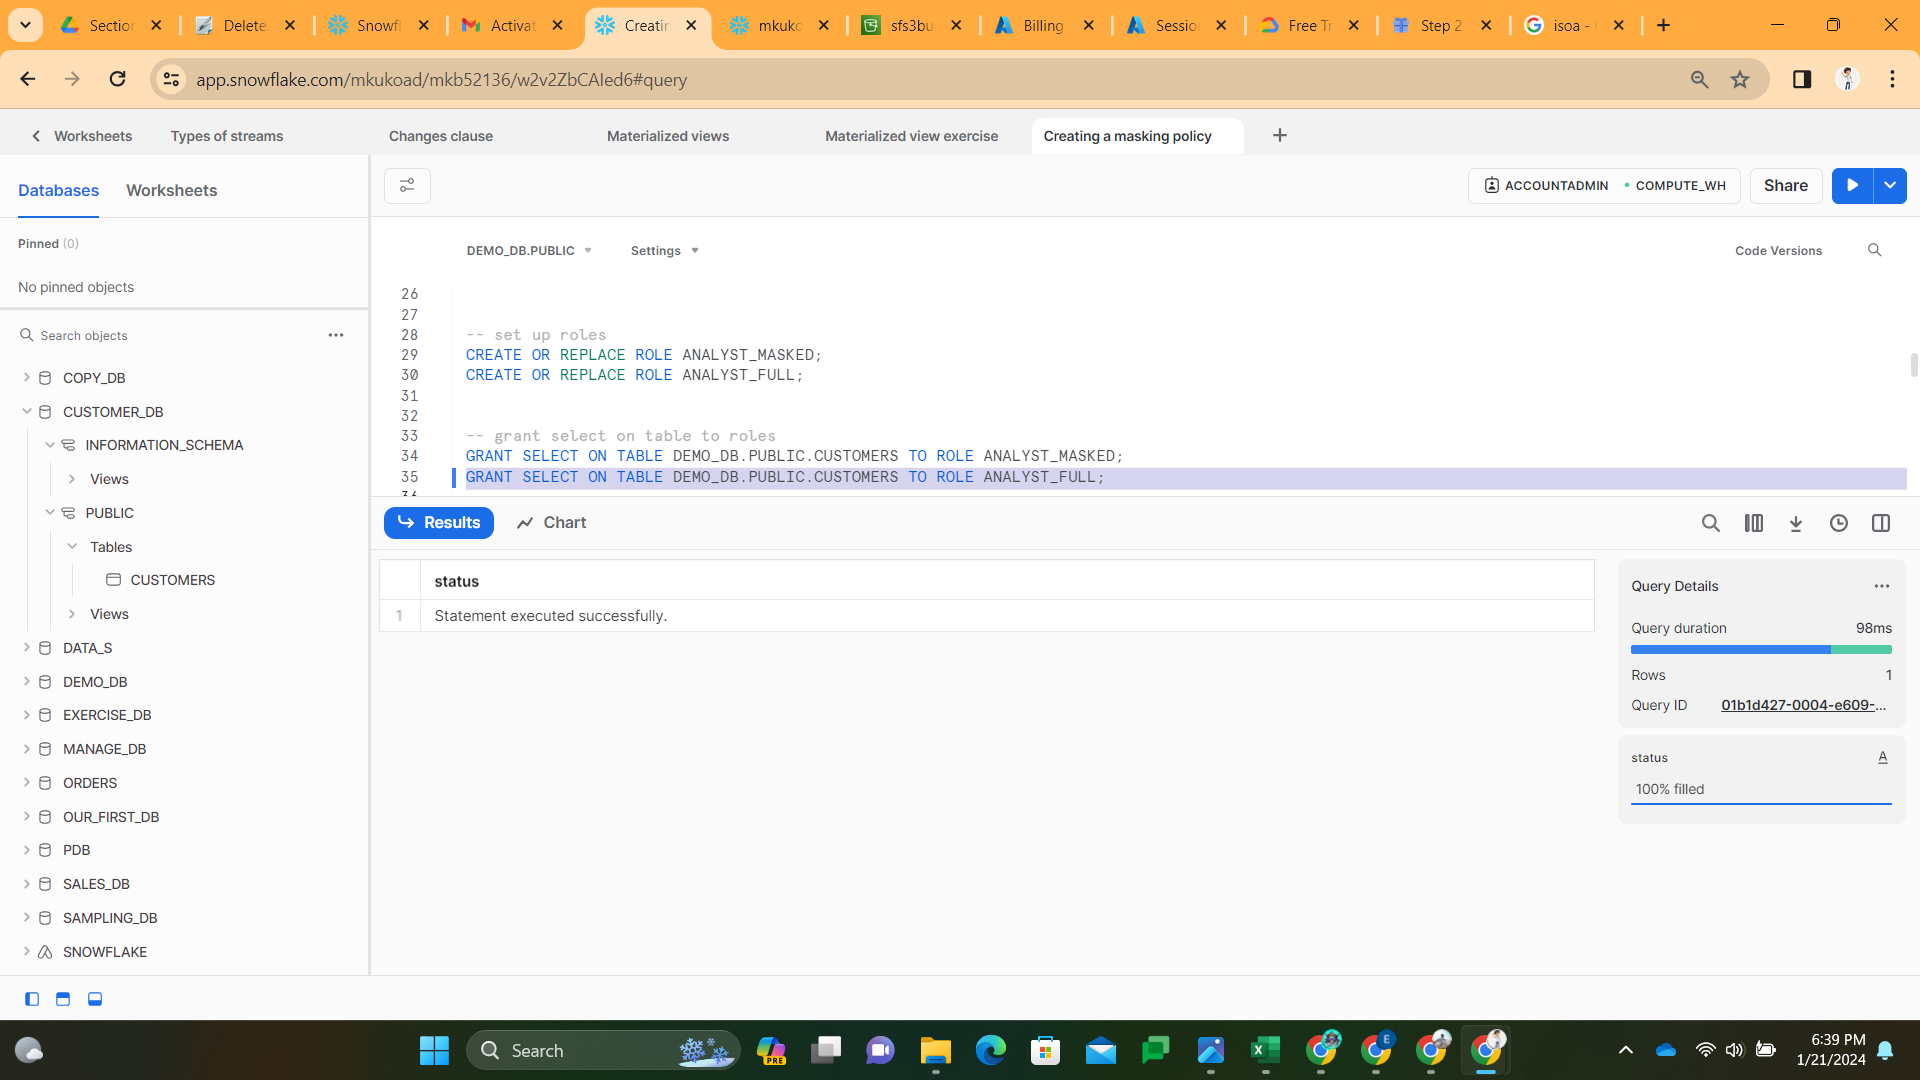 Section
Delete
Snowfl
Activat
Creatin
mkuko
sfs3bu
Billing
Sessio
Free Tr
Step 2
isoa -
app.snowflake.com/mkukoad/mkb52136/w2v2ZbCAIed6#query
Worksheets
Types of streams
Changes clause
Materialized views
Materialized view exercise
Creating a masking policy
Databases
Worksheets
ACCOUNTADMIN
COMPUTE_WH
Share
Pinned (0)
No pinned objects
DEMO_DB.PUBLIC
Settings
Code Versions
Search objects
COPY_DB
CUSTOMER_DB
INFORMATION_SCHEMA
Views
PUBLIC
Tables
CUSTOMERS
Views
DATA_S
DEMO_DB
EXERCISE_DB
MANAGE_DB
ORDERS
OUR_FIRST_DB
PDB
SALES_DB
SAMPLING_DB
SNOWFLAKE
26
27
28 -- set up roles
29 CREATE OR REPLACE ROLE ANALYST_MASKED;
30 CREATE OR REPLACE ROLE ANALYST_FULL;
31
32
33 -- grant select on table to roles
34 GRANT SELECT ON TABLE DEMO_DB.PUBLIC.CUSTOMERS TO ROLE ANALYST_MASKED;
35 GRANT SELECT ON TABLE DEMO_DB.PUBLIC.CUSTOMERS TO ROLE ANALYST_FULL;
36
Results
Chart
status
1 Statement executed successfully.
Query Details
Query duration 98ms
Rows 1
Query ID 01b1d427-0004-e609-...
status A
100% filled
Search
PRE
E
6:39 PM
1/21/2024